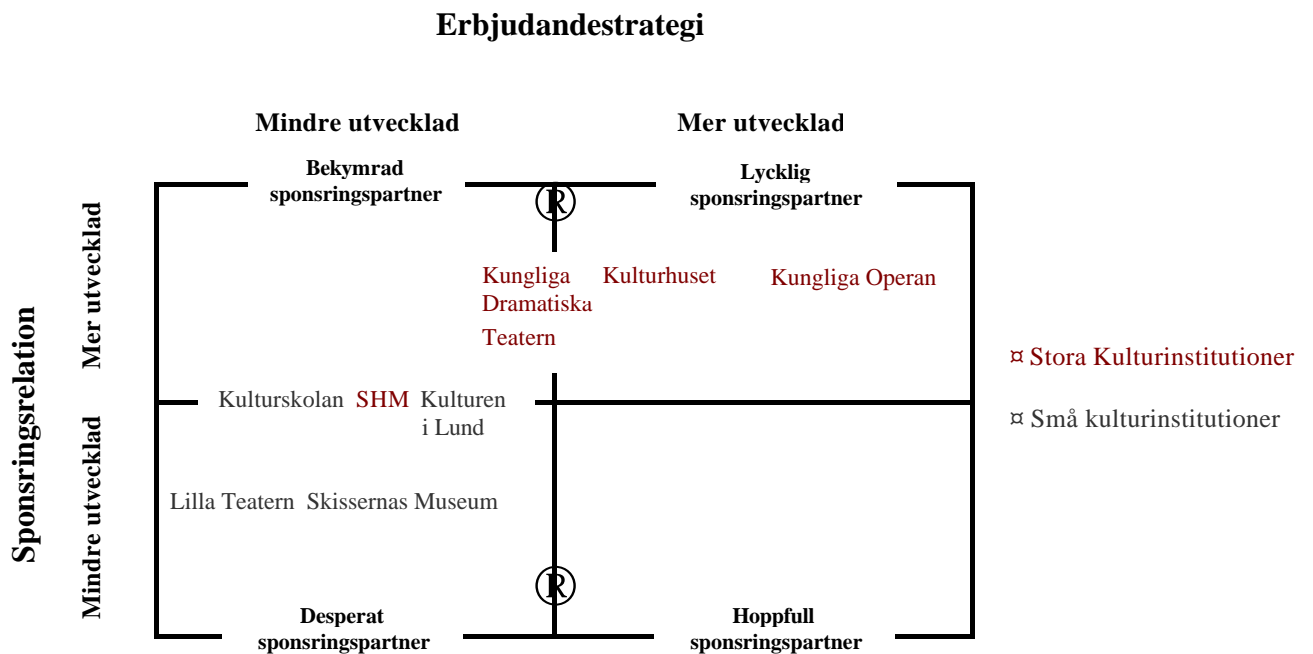 Erbjudandestrategi
Mindre utvecklad
Mer utvecklad
Bekymrad
sponsringspartner
Lycklig
sponsringspartner
®
Sponsringsrelation
Mer utvecklad
Kungliga
Dramatiska
Teatern
Kulturhuset
Kungliga Operan
¤ Stora Kulturinstitutioner
Kulturskolan SHM Kulturen
i Lund
¤ Små kulturinstitutioner
Mindre utvecklad
Lilla Teatern Skissernas Museum
®
Desperat
sponsringspartner
Hoppfull
sponsringspartner